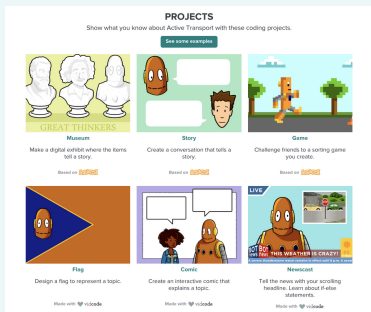 PROJECTS
Show what you know about Active Transport with these coding projects.
See some examples
GREAT THINKERS
Museum
Make a digital exhibit where the items
tell a story.
Based on
Story
Create a conversation that tells a
story.
Based on
Game
Challenge friends to a sorting game
you create.
Based on
Flag
Design a flag to represent a topic.
Made with vidcode
Comic
Create an interactive comic that
explains a topic.
Made with vidcode
LIVE
THIS WEATHER IS CRAZY!
Newscast
Tell the news with your scrolling
headline. Learn about if-else
statements.
Made with vidcode